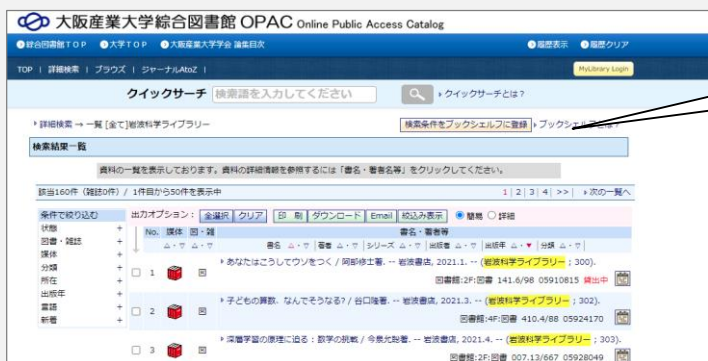 大阪産業大学綜合図書館 OPAC Online Public Access Catalog
綜合図書館TOP 大学TOP 大阪産業大学学会 論集目次 履歴表示 履歴クリア
TOP | 詳細検索 | ブラウズ | ジャーナルAtoZ | MyLibrary Login
クイックサーチ 検索語を入力してください クイックサーチとは？
詳細検索 → 一覧 [全て]岩波科学ライブラリー 検索条件をブックシェルフに登録 ブックシェルフとは？
検索結果一覧
資料の一覧を表示しております。資料の詳細情報を参照するには「書名・著者名等」をクリックしてください。
該当160件（雑誌0件）/ 1件目から50件を表示中 1 | 2 | 3 | 4 | >> | 次の一覧へ
条件で絞り込む 出力オプション： 全選択 クリア 印 刷 ダウンロード Email 絞込み表示 簡易 詳細
状態 +
図書・雑誌 +
媒体 +
分類 +
所在 +
出版年 +
言語 +
新着 +
No. 媒体 図・雑 書名・著者等
△・▽ △・▽ 書名 △・▽ | 著者 △・▽ | シリーズ △・▽ | 出版者 △・▽ | 出版年 △・▼ | 分類 △・▽ |
1 図 あなたはこうしてウソをつく / 阿部修士著. -- 岩波書店, 2021.1. -- (岩波科学ライブラリー ; 300).
図書館:2F:図書 141.6/98 05910815 貸出中
2 図 子どもの算数、なんでそうなる? / 谷口隆著. -- 岩波書店, 2021.3. -- (岩波科学ライブラリー ; 302).
図書館:4F:図書 410.4/88 05924170
3 図 深層学習の原理に迫る : 数学の挑戦 / 今泉允聡著. -- 岩波書店, 2021.4. -- (岩波科学ライブラリー ; 303).
図書館:2F:図書 007.13/667 05928049